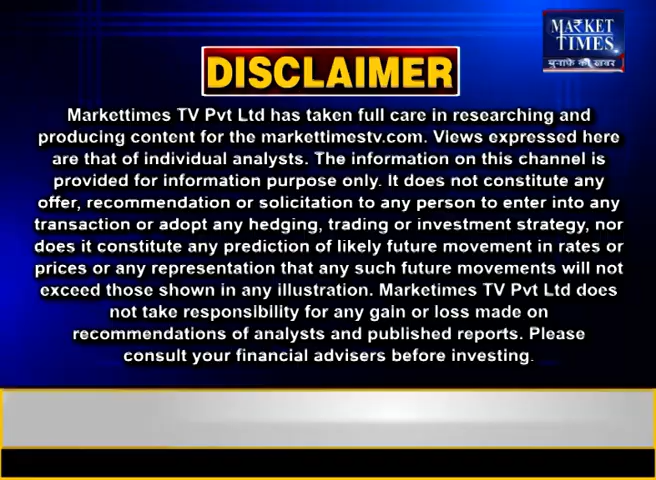 MARKET
TIMES
मुनाफे की खबर
DISCLAIMER
Markettimes TV Pvt Ltd has taken full care in researching and
producing content for the markettimestv.com. Views expressed here
are that of individual analysts. The information on this channel is
provided for information purpose only. It does not constitute any
offer, recommendation or solicitation to any person to enter into any
transaction or adopt any hedging, trading or investment strategy, nor
does it constitute any prediction of likely future movement in rates or
prices or any representation that any such future movements will not
exceed those shown in any illustration. Marketimes TV Pvt Ltd does
not take responsibility for any gain or loss made on
recommendations of analysts and published reports. Please
consult your financial advisers before investing.